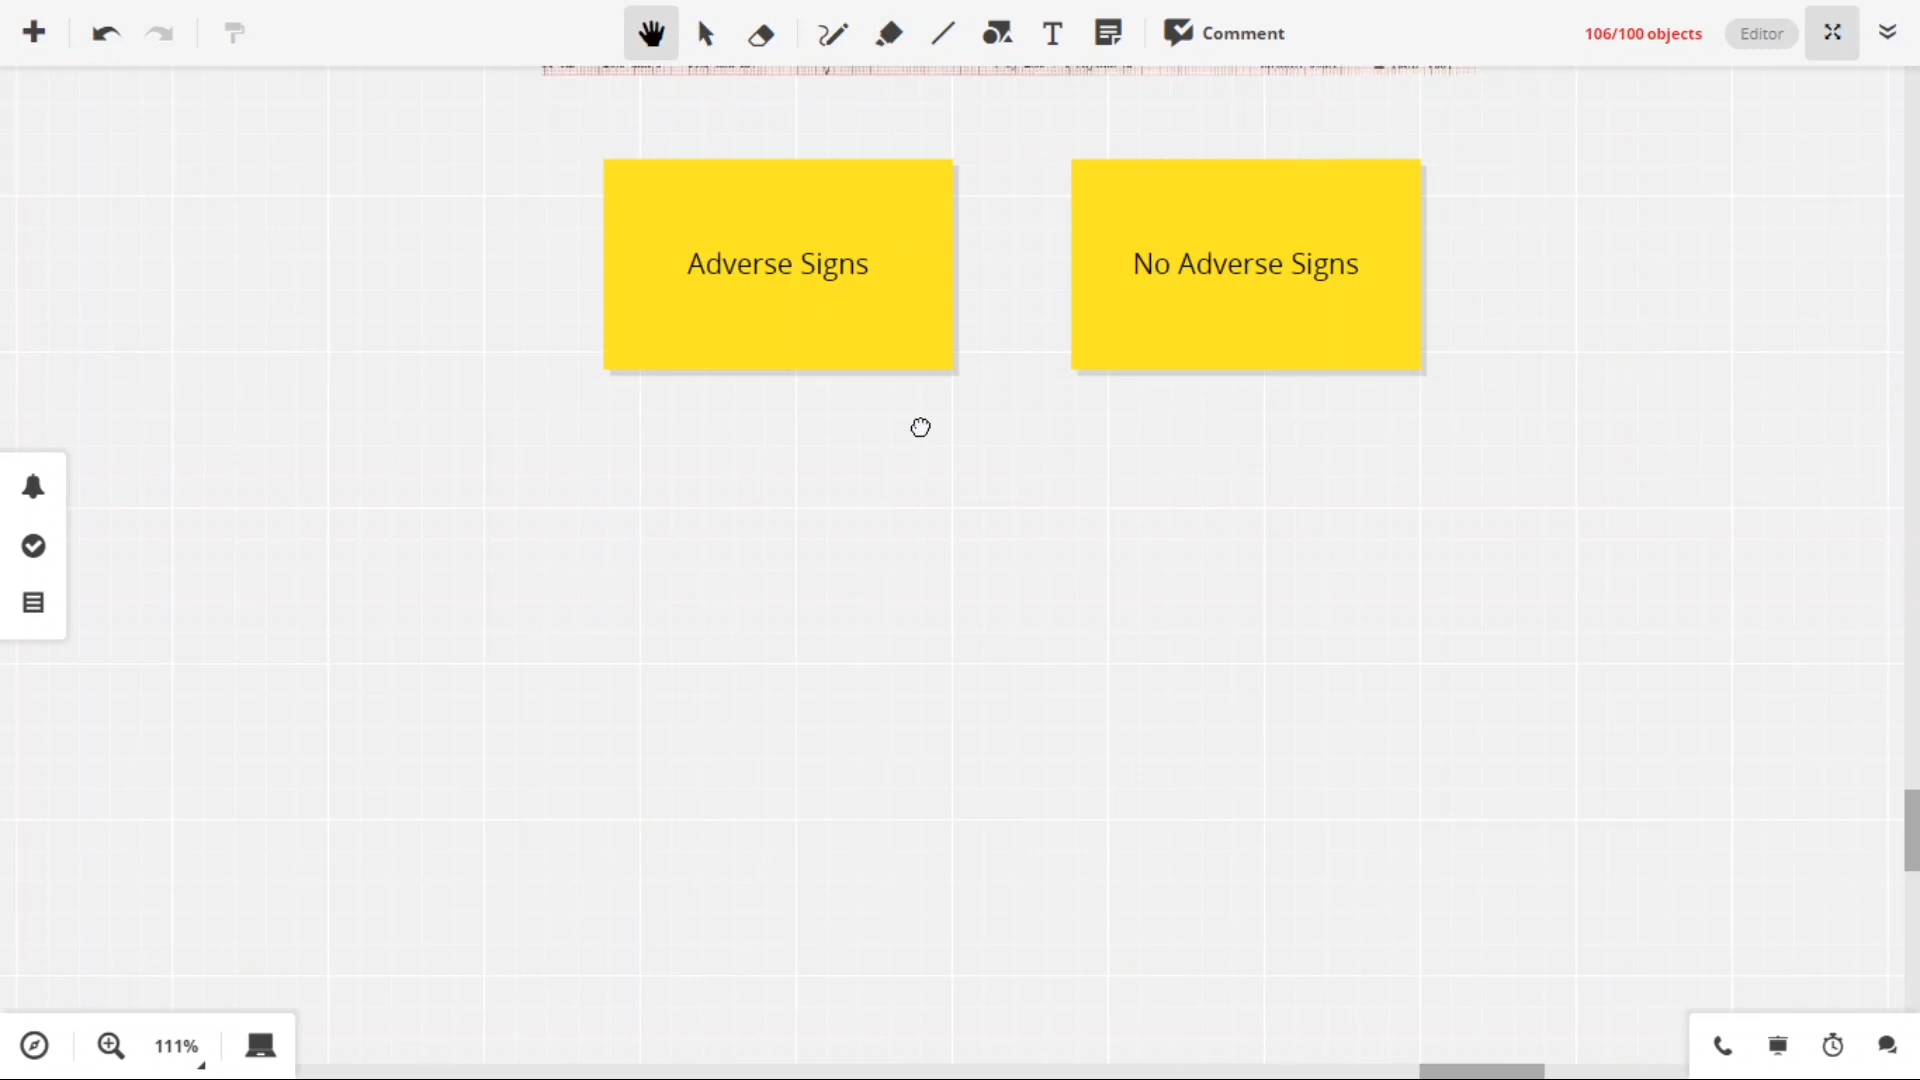 Comment
106/100 objects
Editor
Adverse Signs
No Adverse Signs
111%